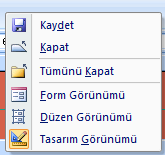 Kaydet
Kapat
Tümünü Kapat
Form Görünümü
Düzen Görünümü
Tasarım Görünümü